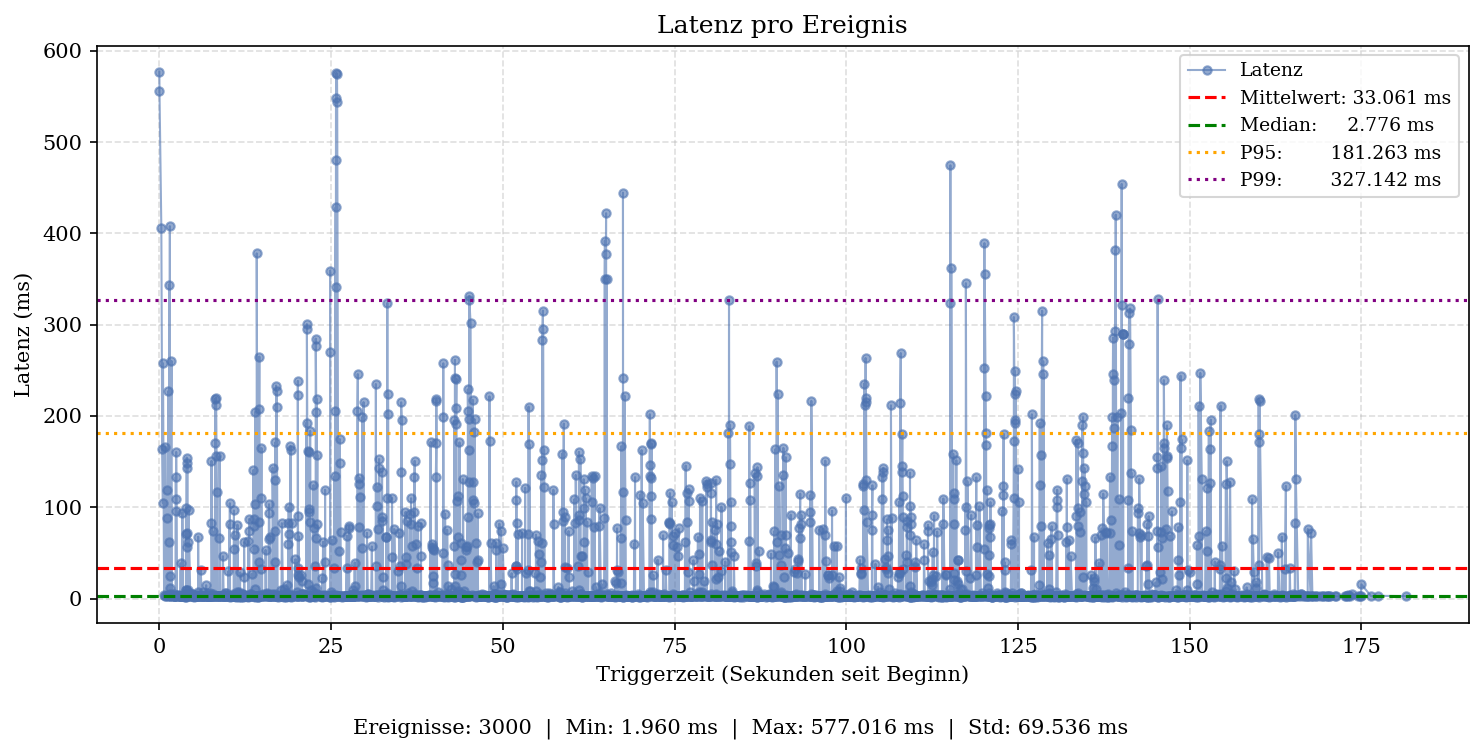 Latenz pro Ereignis
Latenz (ms)
600
500
400
300
200
100
0
Latenz
Mittelwert: 33.061 ms
Median: 2.776 ms
P95: 181.263 ms
P99: 327.142 ms
0 25 50 75 100 125 150 175
Triggerzeit (Sekunden seit Beginn)
Ereignisse: 3000 | Min: 1.960 ms | Max: 577.016 ms | Std: 69.536 ms